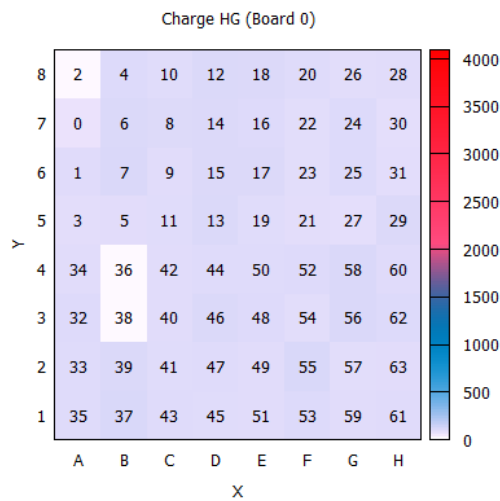 Charge HG (Board 0)
8 2 4 10 12 18 20 26 28
7 0 6 8 14 16 22 24 30
6 1 7 9 15 17 23 25 31
5 3 5 11 13 19 21 27 29
4 34 36 42 44 50 52 58 60
3 32 38 40 46 48 54 56 62
2 33 39 41 47 49 55 57 63
1 35 37 43 45 51 53 59 61
A B C D E F G H
X
Y
4000
3500
3000
2500
2000
1500
1000
500
0